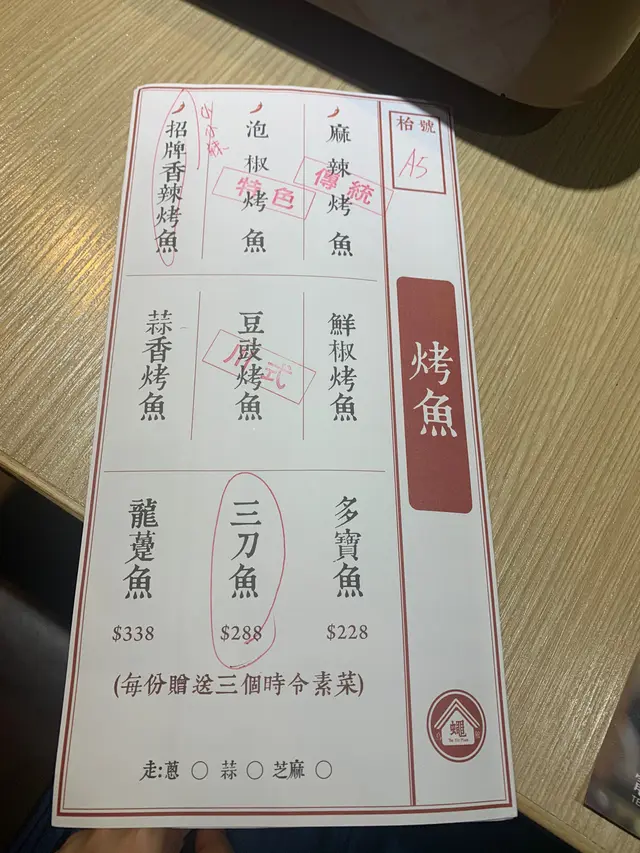 枱號
A5
烤魚
麻辣烤魚
傳統
泡椒烤魚
特色
招牌香辣烤魚
鮮椒烤魚
豆豉烤魚
川式
蒜香烤魚
多寶魚
$228
三刀魚
$288
龍躉魚
$338
(每份贈送三個時令素菜)
走:蔥 ○ 蒜 ○ 芝麻 ○